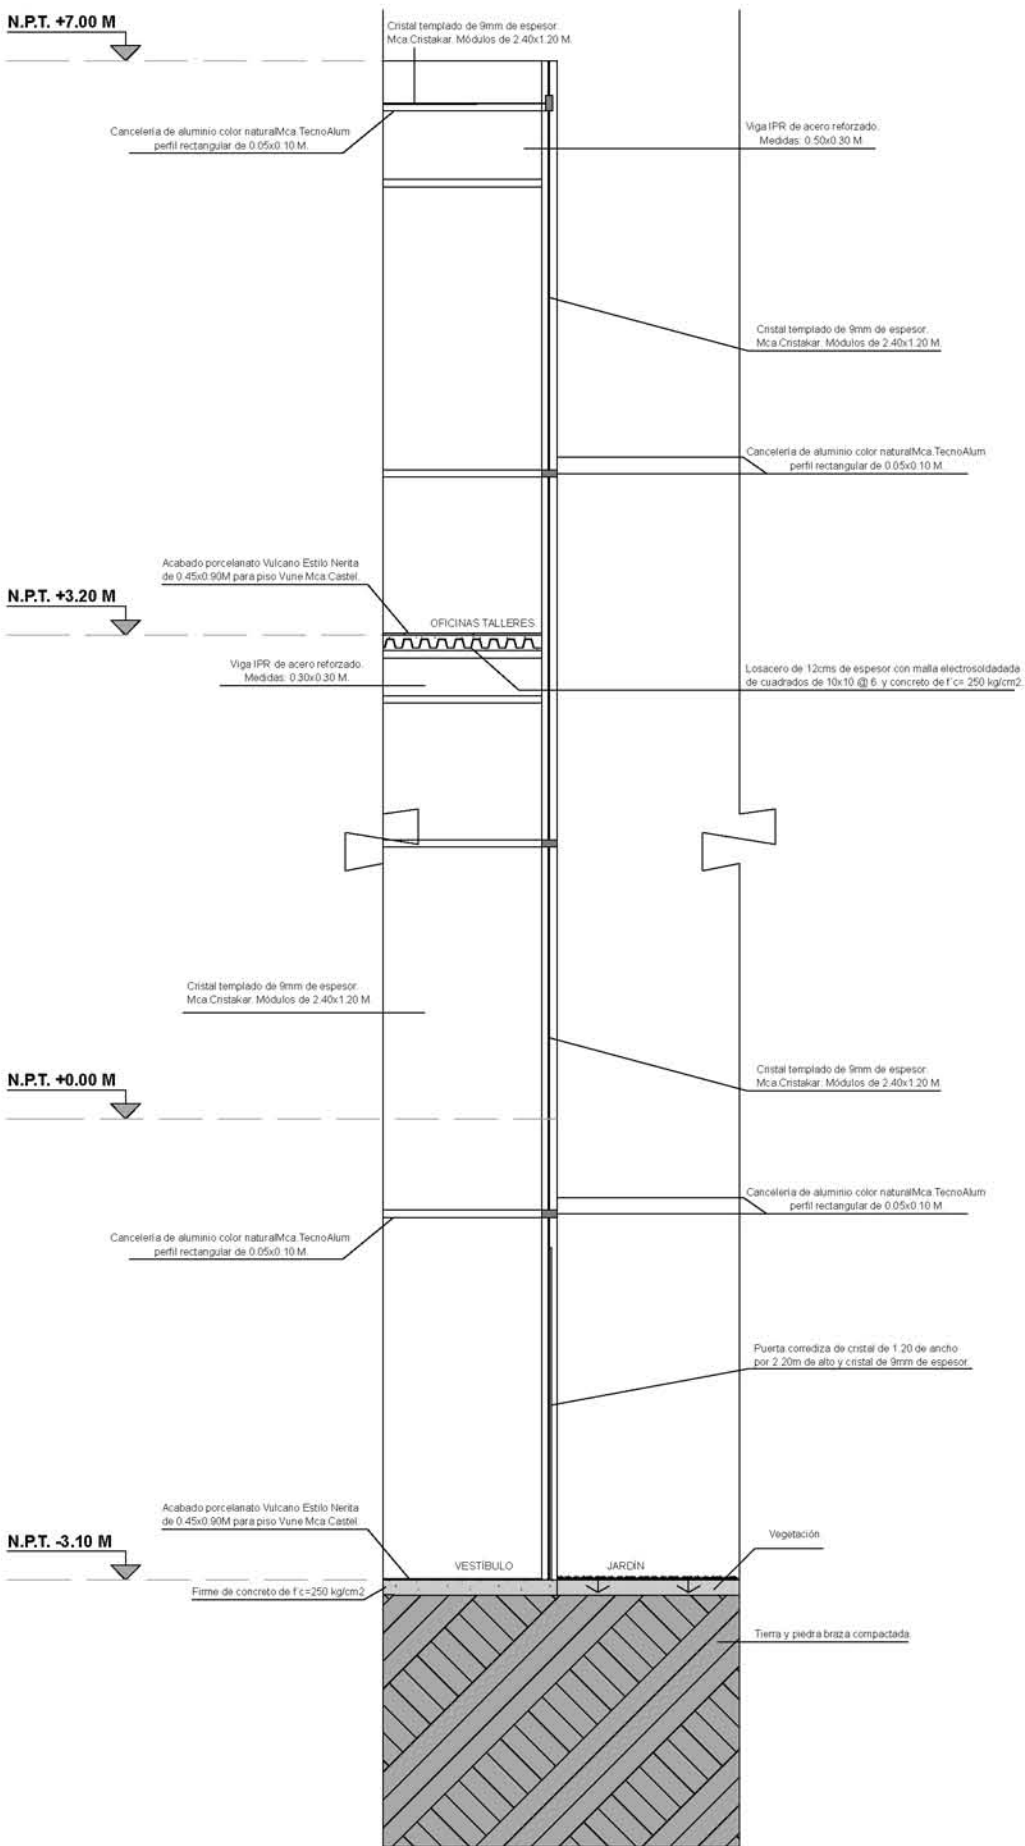 N.P.T. +7.00 M
Cristal templado de 9mm de espesor.
Mca.Cristakar. Módulos de 2.40x1.20 M.
Cancelería de aluminio color naturalMca.TecnoAlum
perfil rectangular de 0.05x0.10 M.
Viga IPR de acero reforzado.
Medidas: 0.50x0.30 M
Cristal templado de 9mm de espesor.
Mca.Cristakar. Módulos de 2.40x1.20 M.
Cancelería de aluminio color naturalMca.TecnoAlum
perfil rectangular de 0.05x0.10 M.
Acabado porcelanato Vulcano Estilo Nerita
de 0.45x0.90M para piso Vune Mca.Castel.
N.P.T. +3.20 M
OFICINAS TALLERES
Viga IPR de acero reforzado.
Medidas: 0.30x0.30 M.
Losacero de 12cms de espesor con malla electrosoldadada
de cuadrados de 10x10 @ 6. y concreto de f´c= 250 kg/cm2.
Cristal templado de 9mm de espesor.
Mca.Cristakar. Módulos de 2.40x1.20 M
Cristal templado de 9mm de espesor.
Mca.Cristakar. Módulos de 2.40x1.20 M
N.P.T. +0.00 M
Cancelería de aluminio color naturalMca.TecnoAlum
perfil rectangular de 0.05x0.10 M
Cancelería de aluminio color naturalMca.TecnoAlum
perfil rectangular de 0.05x0.10 M.
Puerta corrediza de cristal de 1.20 de ancho
por 2.20m de alto y cristal de 9mm de espesor.
Acabado porcelanato Vulcano Estilo Nerita
de 0.45x0.90M para piso Vune Mca.Castel.
N.P.T. -3.10 M
VESTÍBULO
JARDÍN
Vegetación
Firme de concreto de f´c=250 kg/cm2
Tierra y piedra braza compactada.